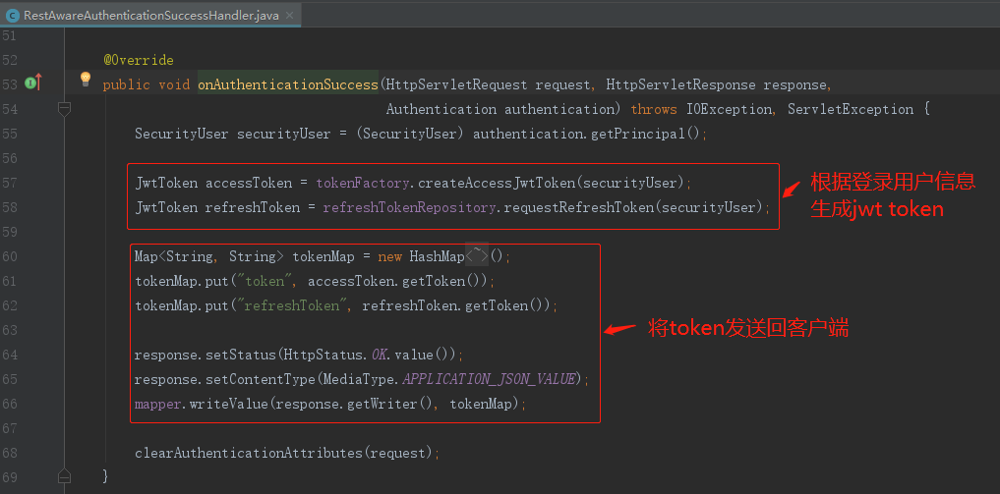 RestAwareAuthenticationSuccessHandler.java
51
52 @Override
53 public void onAuthenticationSuccess(HttpServletRequest request, HttpServletResponse response,
54 Authentication authentication) throws IOException, ServletException {
55 SecurityUser securityUser = (SecurityUser) authentication.getPrincipal();
56
57 JwtToken accessToken = tokenFactory.createAccessJwtToken(securityUser);
58 JwtToken refreshToken = refreshTokenRepository.requestRefreshToken(securityUser);
根据登录用户信息
生成jwt token
59
60 Map<String, String> tokenMap = new HashMap<~>();
61 tokenMap.put("token", accessToken.getToken());
62 tokenMap.put("refreshToken", refreshToken.getToken());
63
将token发送回客户端
64 response.setStatus(HttpStatus.OK.value());
65 response.setContentType(MediaType.APPLICATION_JSON_VALUE);
66 mapper.writeValue(response.getWriter(), tokenMap);
67
68 clearAuthenticationAttributes(request);
69 }